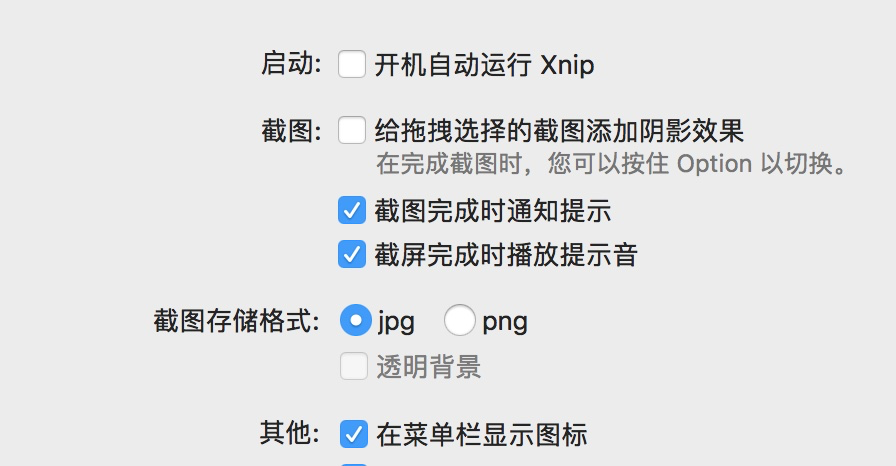 启动: 开机自动运行 Xnip
截图: 给拖拽选择的截图添加阴影效果
在完成截图时，您可以按住 Option 以切换。
截图完成时通知提示
截屏完成时播放提示音
截图存储格式: jpg png
透明背景
其他: 在菜单栏显示图标